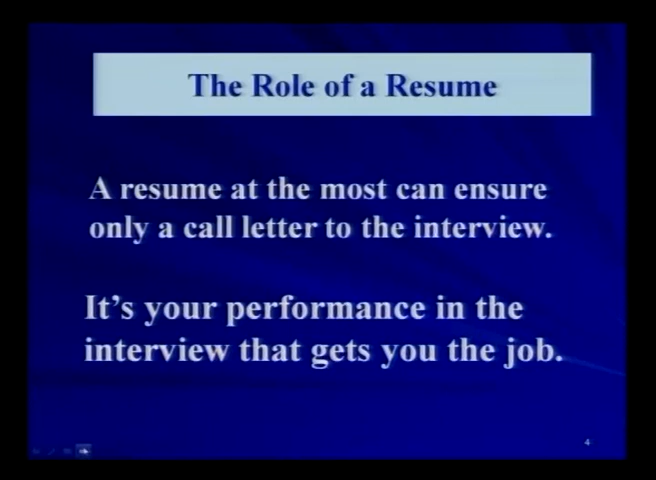 The Role of a Resume
A resume at the most can ensure
only a call letter to the interview.
It's your performance in the
interview that gets you the job.
4